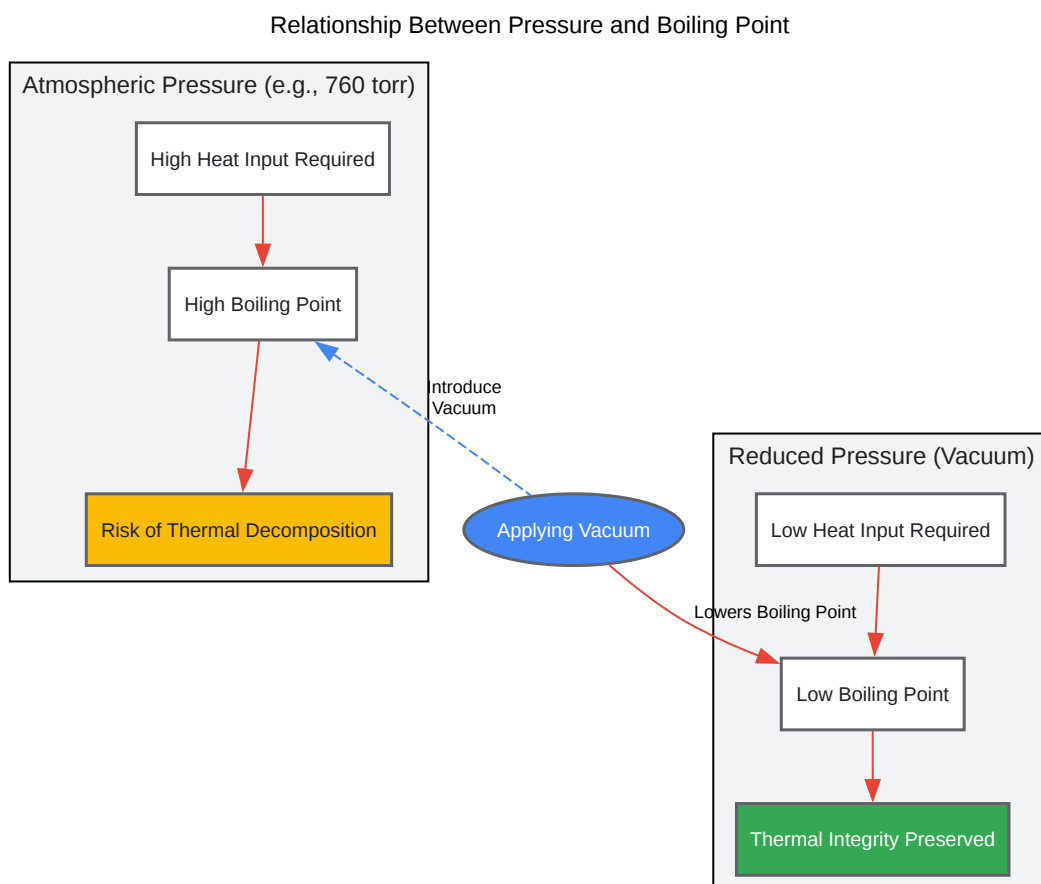 Relationship Between Pressure and Boiling Point
Atmospheric Pressure (e.g., 760 torr)
High Heat Input Required
High Boiling Point
Introduce
Vacuum
Risk of Thermal Decomposition
Applying Vacuum
Reduced Pressure (Vacuum)
Low Heat Input Required
Lowers Boiling Point
Low Boiling Point
Thermal Integrity Preserved